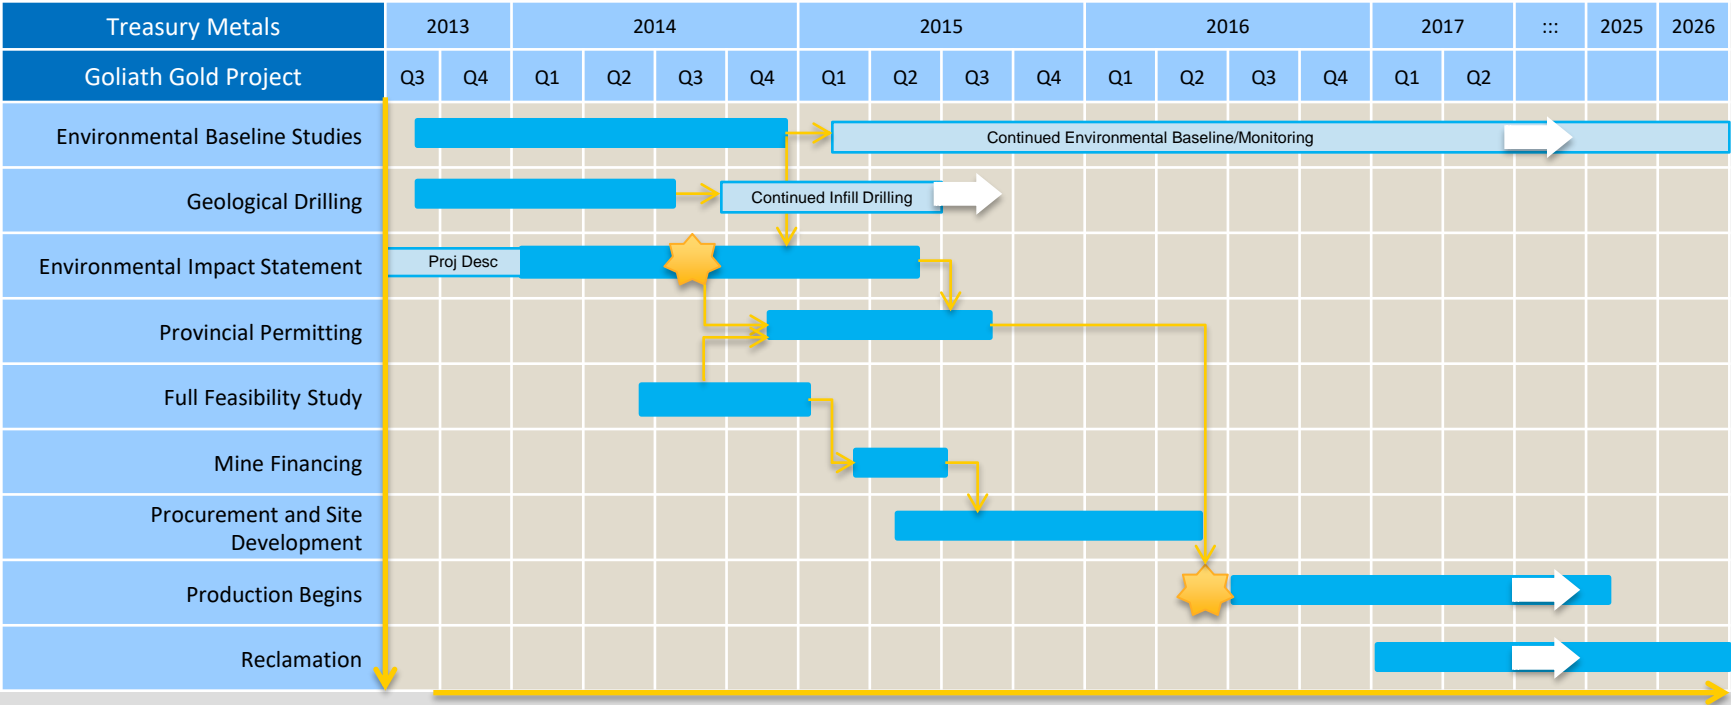 Treasury Metals 2013 2014 2015 2016 2017 ::: 2025 2026
Goliath Gold Project Q3 Q4 Q1 Q2 Q3 Q4 Q1 Q2 Q3 Q4 Q1 Q2 Q3 Q4 Q1 Q2
Environmental Baseline Studies Continued Environmental Baseline/Monitoring
Geological Drilling Continued Infill Drilling
Environmental Impact Statement Proj Desc
Provincial Permitting
Full Feasibility Study
Mine Financing
Procurement and Site
Development
Production Begins
Reclamation